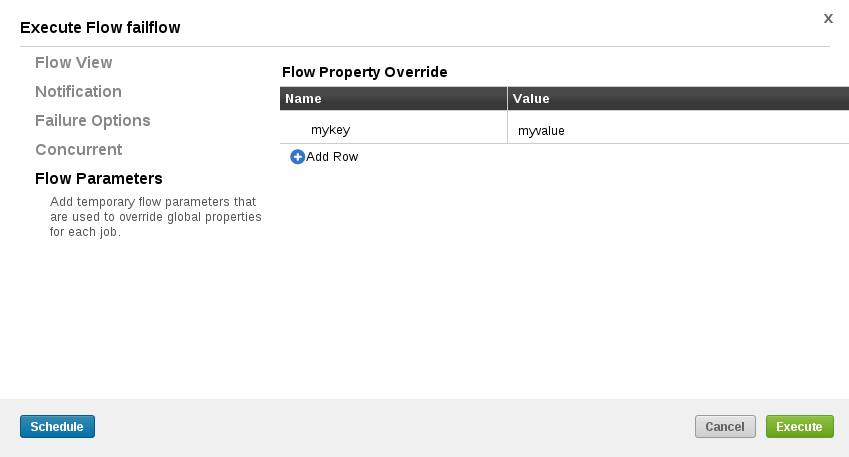 Execute Flow failflow
x
Flow View
Notification
Failure Options
Concurrent
Flow Parameters
Add temporary flow parameters that
are used to override global properties
for each job.
Flow Property Override
Name Value
mykey myvalue
Add Row
Schedule Cancel Execute